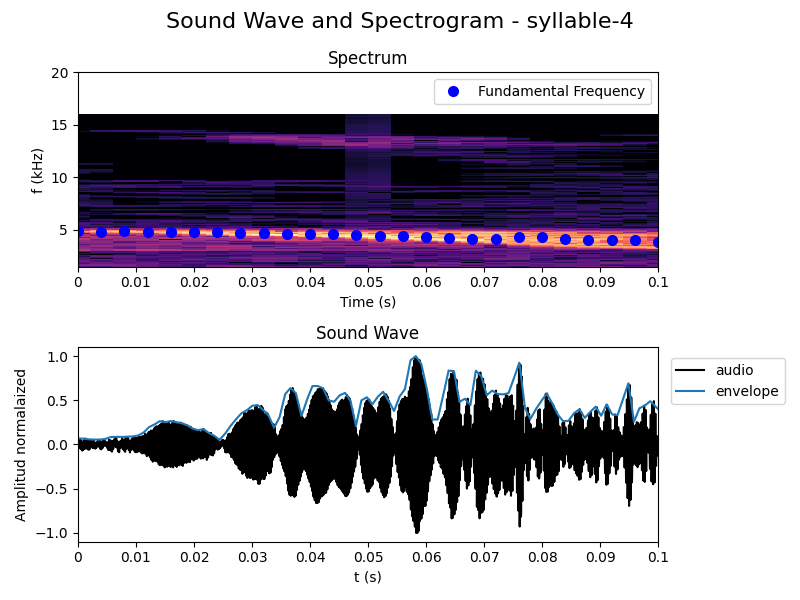 Sound Wave and Spectrogram - syllable-4
Spectrum
Fundamental Frequency
20
15
10
5
f (kHz)
0 0.01 0.02 0.03 0.04 0.05 0.06 0.07 0.08 0.09 0.1
Time (s)
Sound Wave
audio
envelope
1.0
0.5
0.0
−0.5
−1.0
Amplitud normalaized
0 0.01 0.02 0.03 0.04 0.05 0.06 0.07 0.08 0.09 0.1
t (s)